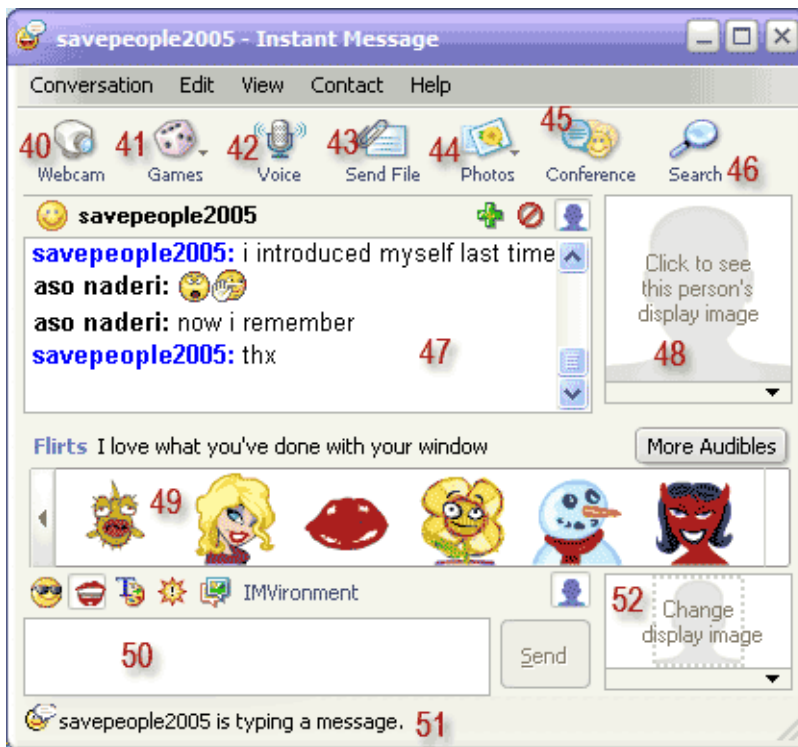 savepeople2005 - Instant Message
Conversation Edit View Contact Help
40 41 42 43 44 45
Webcam Games Voice Send File Photos Conference Search 46
savepeople2005
savepeople2005: i introduced myself last time
aso naderi:
aso naderi: now i remember
savepeople2005: thx
47
Click to see
this person's
display image
48
Flirts I love what you've done with your window More Audibles
49
IMVironment
50
Send
52 Change
display image
savepeople2005 is typing a message. 51